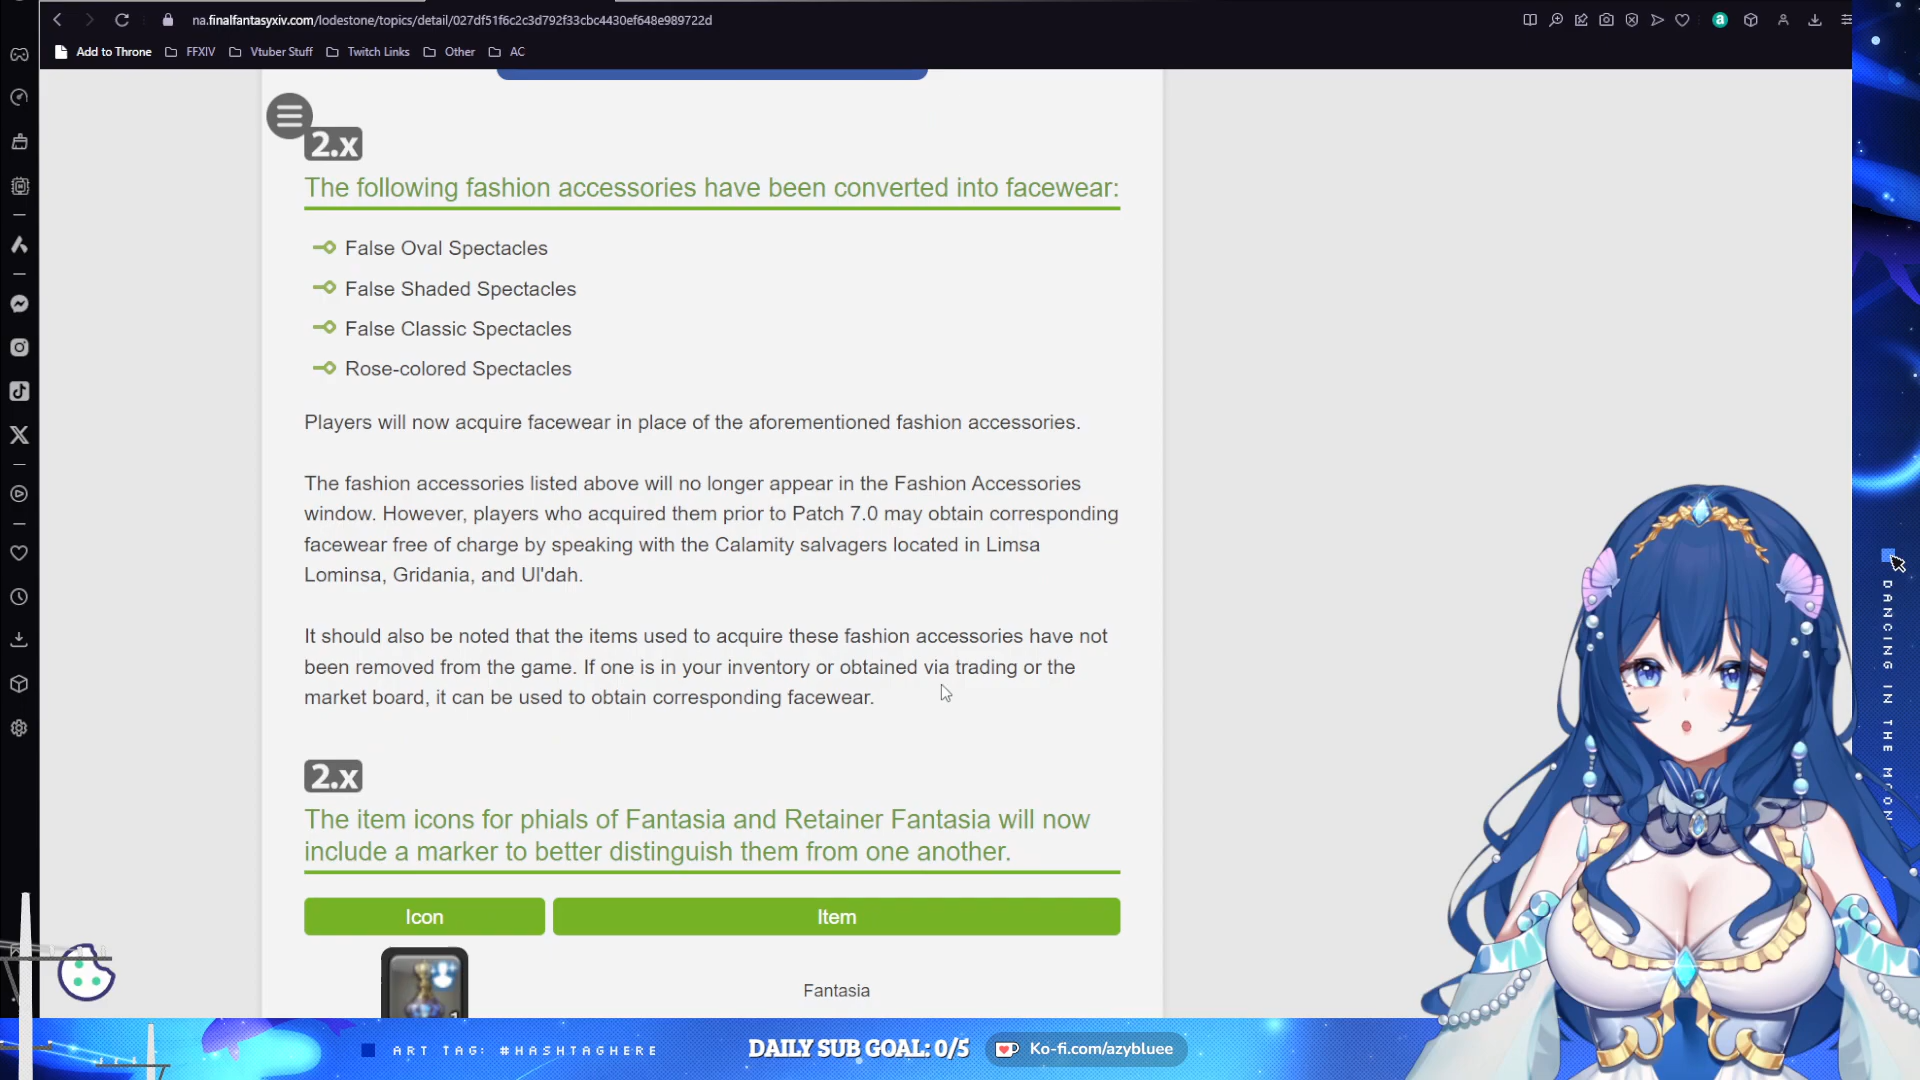 na.finalfantasyxiv.com/lodestone/topics/detail/027df51f6c2c3d792f33cbc4430ef648e989722d
Add to Throne
FFXIV
Vtuber Stuff
Twitch Links
Other
AC
2.x
The following fashion accessories have been converted into facewear:
False Oval Spectacles
False Shaded Spectacles
False Classic Spectacles
Rose-colored Spectacles
Players will now acquire facewear in place of the aforementioned fashion accessories.
The fashion accessories listed above will no longer appear in the Fashion Accessories
window. However, players who acquired them prior to Patch 7.0 may obtain corresponding
facewear free of charge by speaking with the Calamity salvagers located in Limsa
Lominsa, Gridania, and Ul'dah.
It should also be noted that the items used to acquire these fashion accessories have not
been removed from the game. If one is in your inventory or obtained via trading or the
market board, it can be used to obtain corresponding facewear.
2.x
The item icons for phials of Fantasia and Retainer Fantasia will now
include a marker to better distinguish them from one another.
Icon
Item
Fantasia
DANCING IN THE MOON
ART TAG: #HASHTAGHERE
DAILY SUB GOAL: 0/5
Ko-fi.com/azybluee